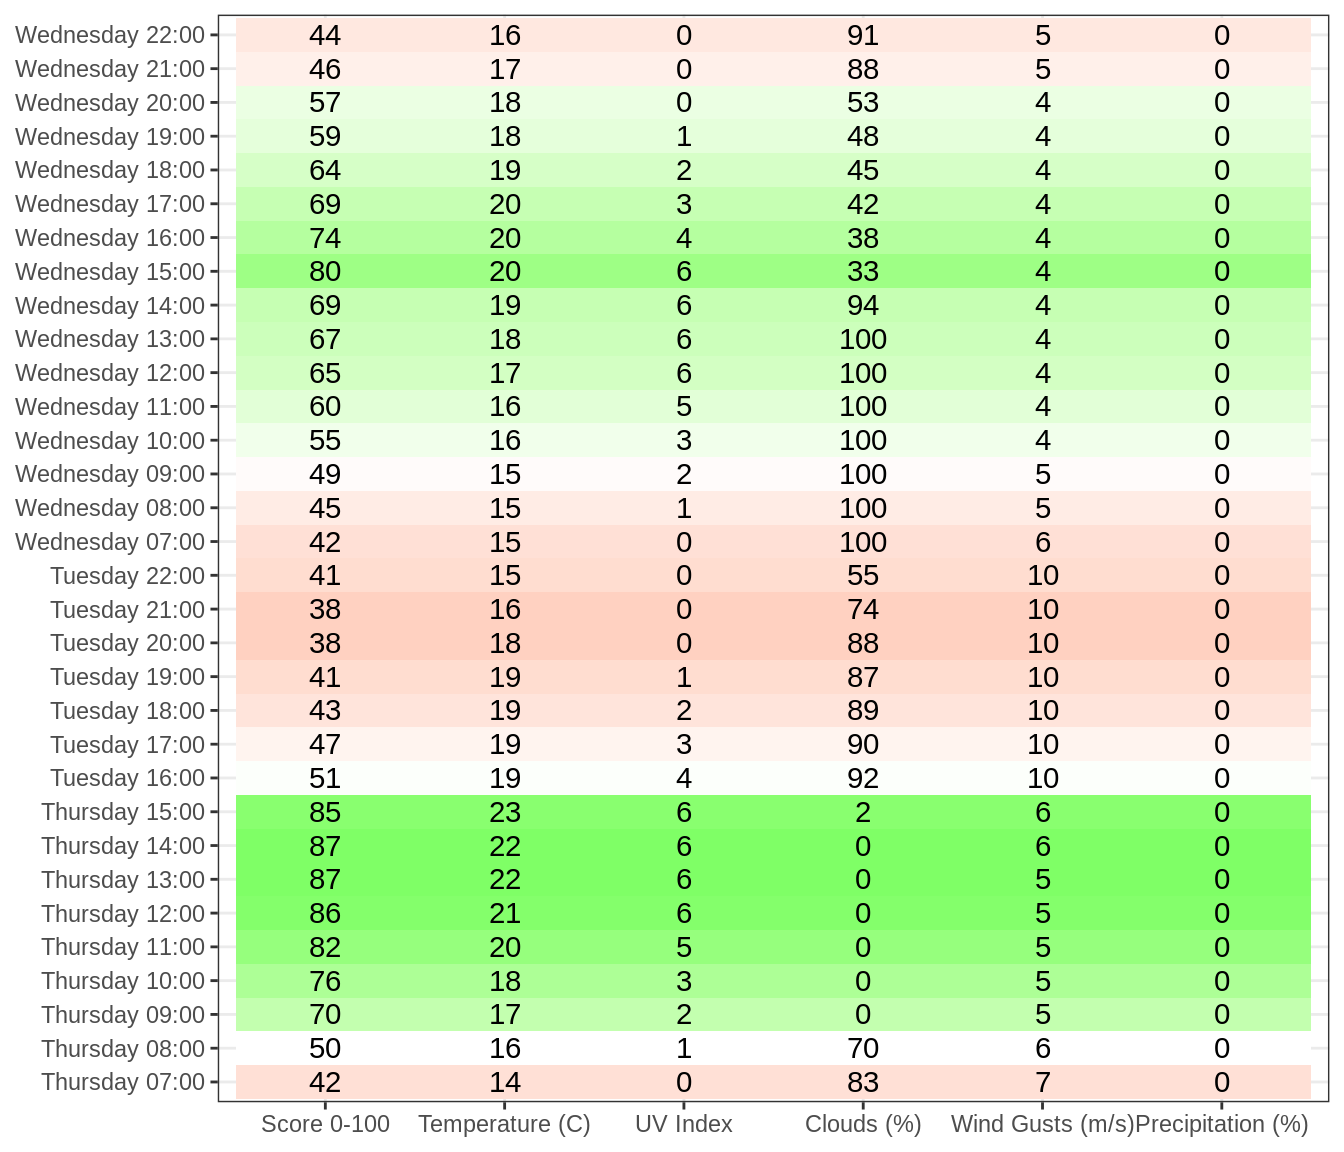 Wednesday 22:00 44 16 0 91 5 0
Wednesday 21:00 46 17 0 88 5 0
Wednesday 20:00 57 18 0 53 4 0
Wednesday 19:00 59 18 1 48 4 0
Wednesday 18:00 64 19 2 45 4 0
Wednesday 17:00 69 20 3 42 4 0
Wednesday 16:00 74 20 4 38 4 0
Wednesday 15:00 80 20 6 33 4 0
Wednesday 14:00 69 19 6 94 4 0
Wednesday 13:00 67 18 6 100 4 0
Wednesday 12:00 65 17 6 100 4 0
Wednesday 11:00 60 16 5 100 4 0
Wednesday 10:00 55 16 3 100 4 0
Wednesday 09:00 49 15 2 100 5 0
Wednesday 08:00 45 15 1 100 5 0
Wednesday 07:00 42 15 0 100 6 0
Tuesday 22:00 41 15 0 55 10 0
Tuesday 21:00 38 16 0 74 10 0
Tuesday 20:00 38 18 0 88 10 0
Tuesday 19:00 41 19 1 87 10 0
Tuesday 18:00 43 19 2 89 10 0
Tuesday 17:00 47 19 3 90 10 0
Tuesday 16:00 51 19 4 92 10 0
Thursday 15:00 85 23 6 2 6 0
Thursday 14:00 87 22 6 0 6 0
Thursday 13:00 87 22 6 0 5 0
Thursday 12:00 86 21 6 0 5 0
Thursday 11:00 82 20 5 0 5 0
Thursday 10:00 76 18 3 0 5 0
Thursday 09:00 70 17 2 0 5 0
Thursday 08:00 50 16 1 70 6 0
Thursday 07:00 42 14 0 83 7 0
Score 0-100 Temperature (C) UV Index Clouds (%) Wind Gusts (m/s) Precipitation (%)